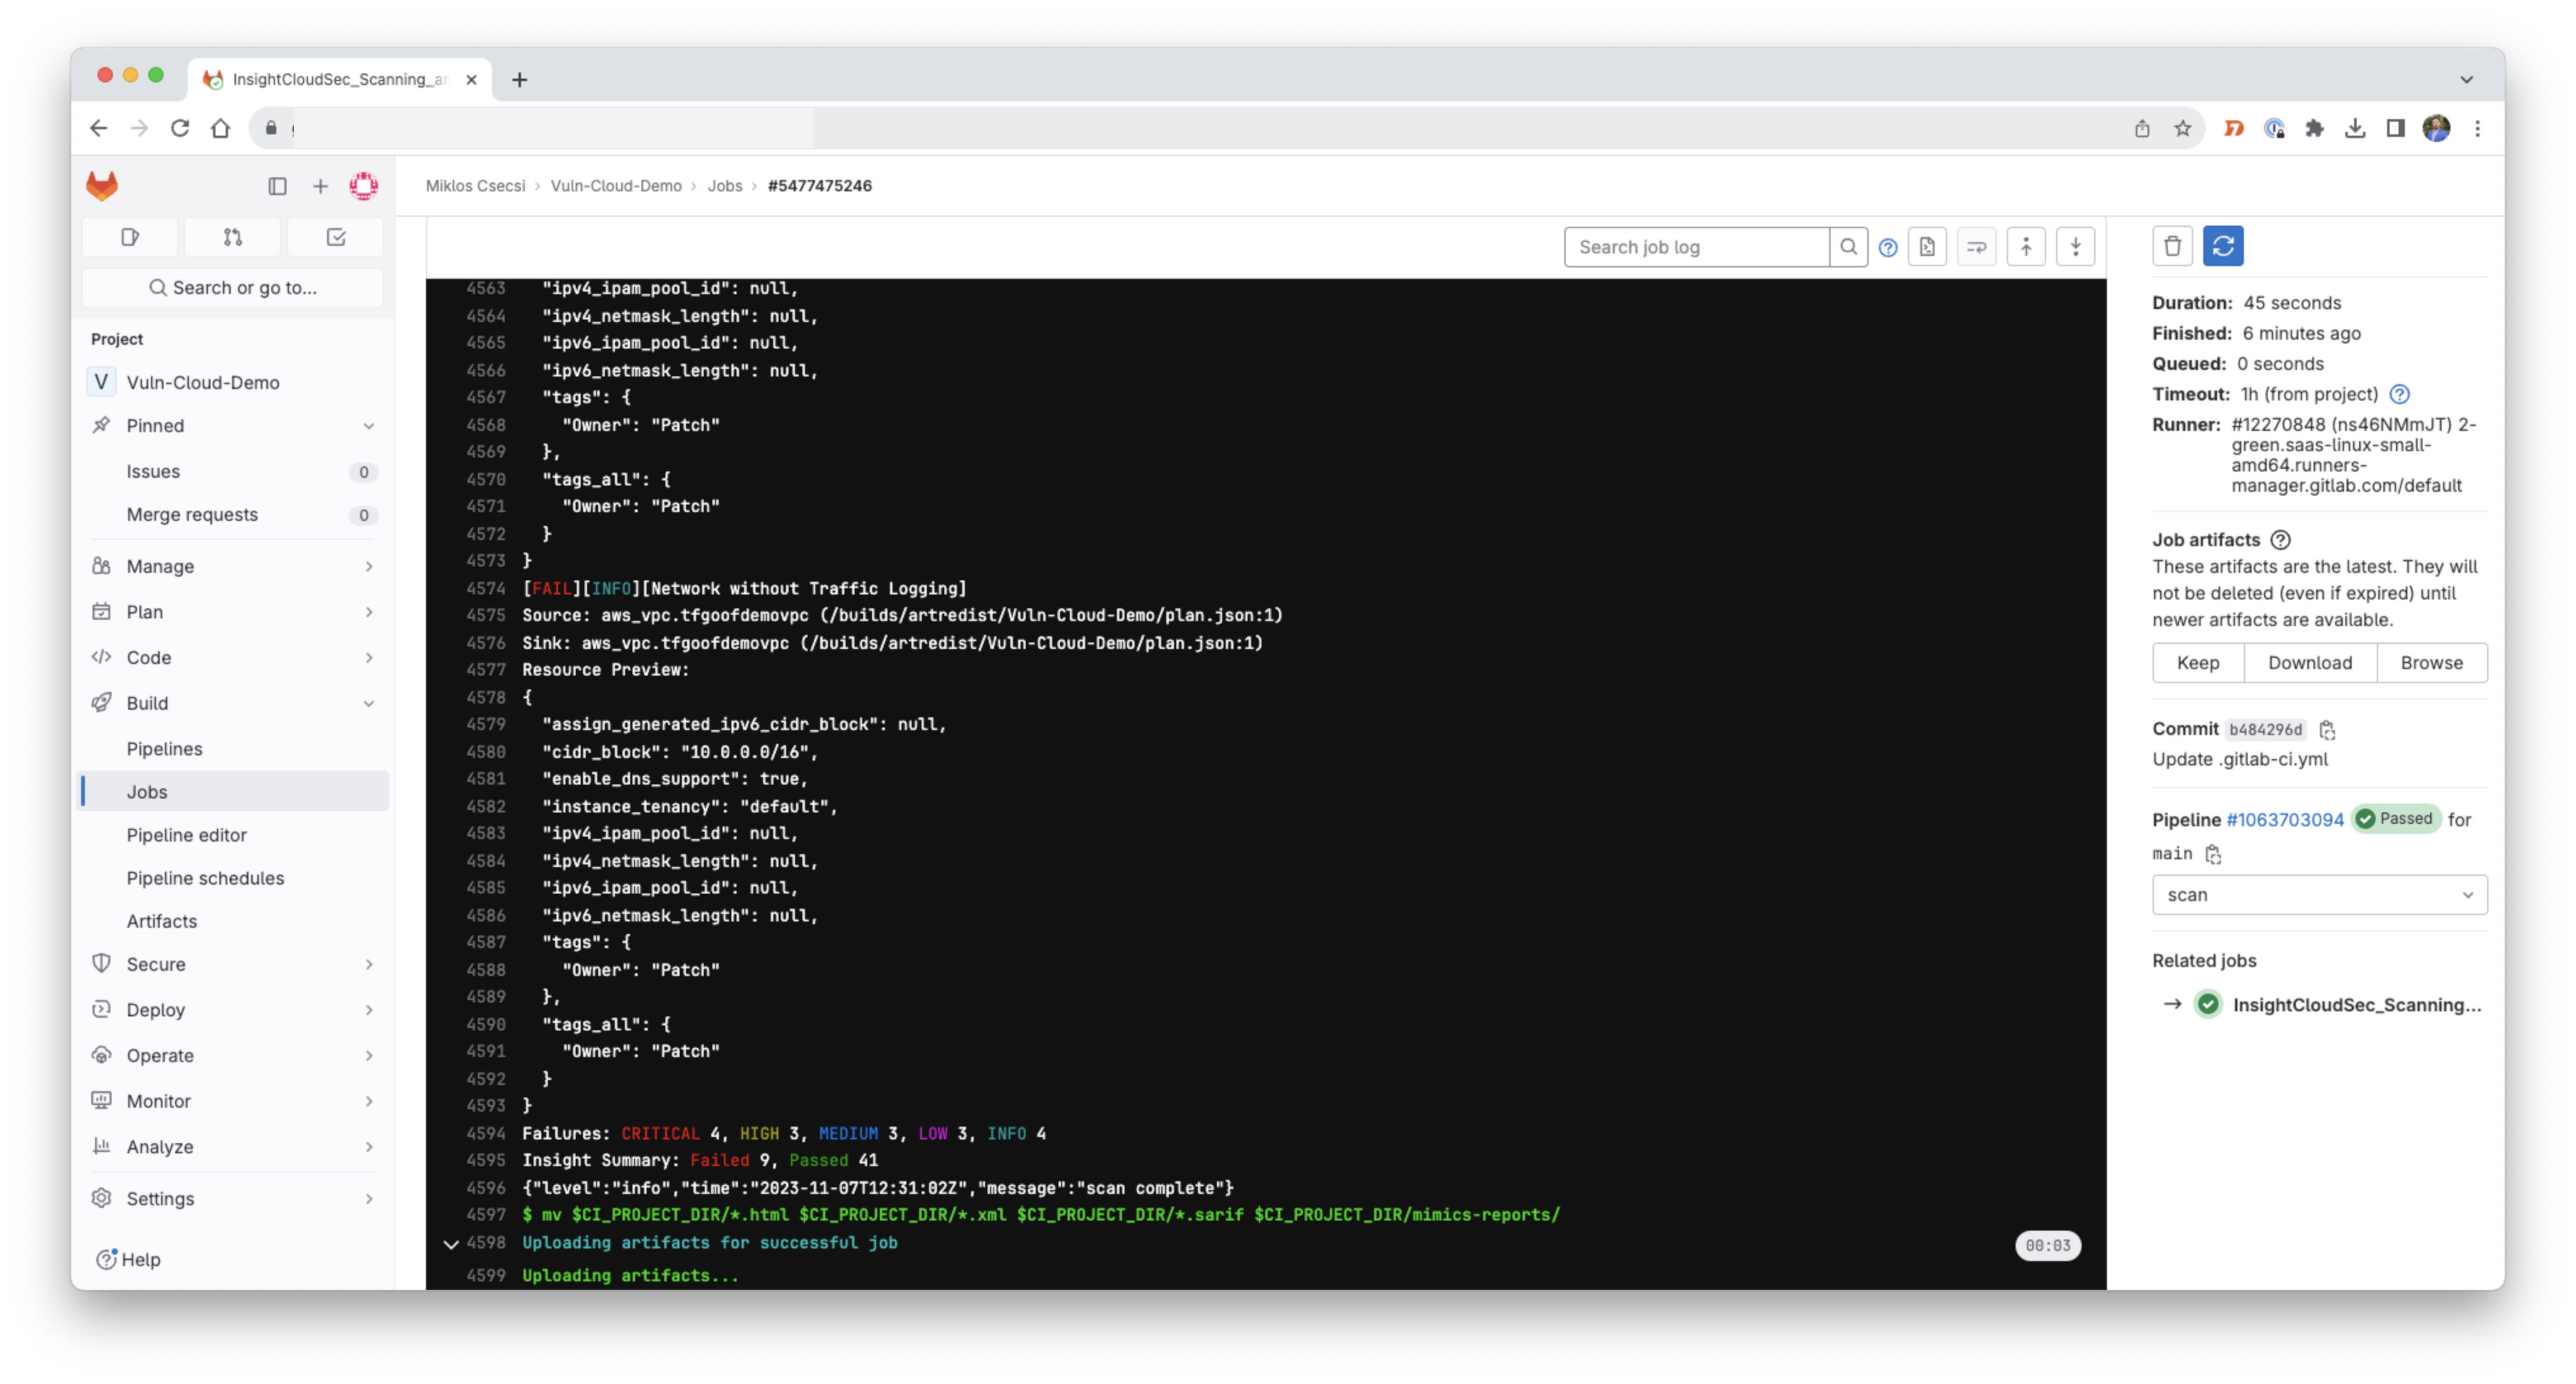 InsightCloudSec_Scanning_an
Miklos Csecsi › Vuln-Cloud-Demo › Jobs › #5477475246
Search or go to...
Project
V Vuln-Cloud-Demo
Pinned
Issues 0
Merge requests 0
Manage
Plan
Code
Build
Pipelines
Jobs
Pipeline editor
Pipeline schedules
Artifacts
Secure
Deploy
Operate
Monitor
Analyze
Settings
Help
Search job log
4563 "ipv4_ipam_pool_id": null,
4564 "ipv4_netmask_length": null,
4565 "ipv6_ipam_pool_id": null,
4566 "ipv6_netmask_length": null,
4567 "tags": {
4568 "Owner": "Patch"
4569 },
4570 "tags_all": {
4571 "Owner": "Patch"
4572 }
4573 }
4574 [FAIL][INFO][Network without Traffic Logging]
4575 Source: aws_vpc.tfgoofdemovpc (/builds/artredist/Vuln-Cloud-Demo/plan.json:1)
4576 Sink: aws_vpc.tfgoofdemovpc (/builds/artredist/Vuln-Cloud-Demo/plan.json:1)
4577 Resource Preview:
4578 {
4579 "assign_generated_ipv6_cidr_block": null,
4580 "cidr_block": "10.0.0.0/16",
4581 "enable_dns_support": true,
4582 "instance_tenancy": "default",
4583 "ipv4_ipam_pool_id": null,
4584 "ipv4_netmask_length": null,
4585 "ipv6_ipam_pool_id": null,
4586 "ipv6_netmask_length": null,
4587 "tags": {
4588 "Owner": "Patch"
4589 },
4590 "tags_all": {
4591 "Owner": "Patch"
4592 }
4593 }
4594 Failures: CRITICAL 4, HIGH 3, MEDIUM 3, LOW 3, INFO 4
4595 Insight Summary: Failed 9, Passed 41
4596 {"level":"info","time":"2023-11-07T12:31:02Z","message":"scan complete"}
4597 $ mv $CI_PROJECT_DIR/*.html $CI_PROJECT_DIR/*.xml $CI_PROJECT_DIR/*.sarif $CI_PROJECT_DIR/mimics-reports/
4598 Uploading artifacts for successful job 00:03
4599 Uploading artifacts...
Duration: 45 seconds
Finished: 6 minutes ago
Queued: 0 seconds
Timeout: 1h (from project)
Runner: #12270848 (ns46NMmJT) 2-
green.saas-linux-small-
amd64.runners-
manager.gitlab.com/default
Job artifacts
These artifacts are the latest. They will
not be deleted (even if expired) until
newer artifacts are available.
Keep Download Browse
Commit b484296d
Update .gitlab-ci.yml
Pipeline #1063703094 Passed for
main
scan
Related jobs
→ InsightCloudSec_Scanning...